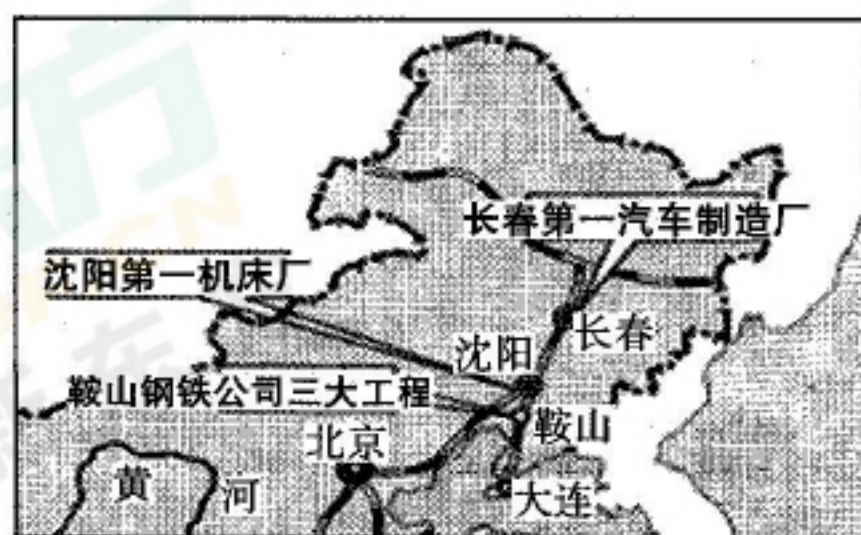 长春第一汽车制造厂
沈阳第一机床厂
长春
沈阳
鞍山钢铁公司三大工程
鞍山
北京
黄河
大连